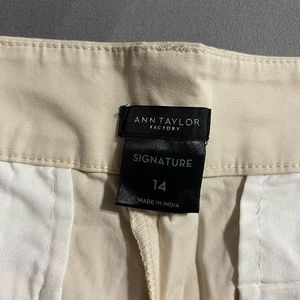 ANN TAYLOR
FACTORY
SIGNATURE
14
MADE IN INDIA